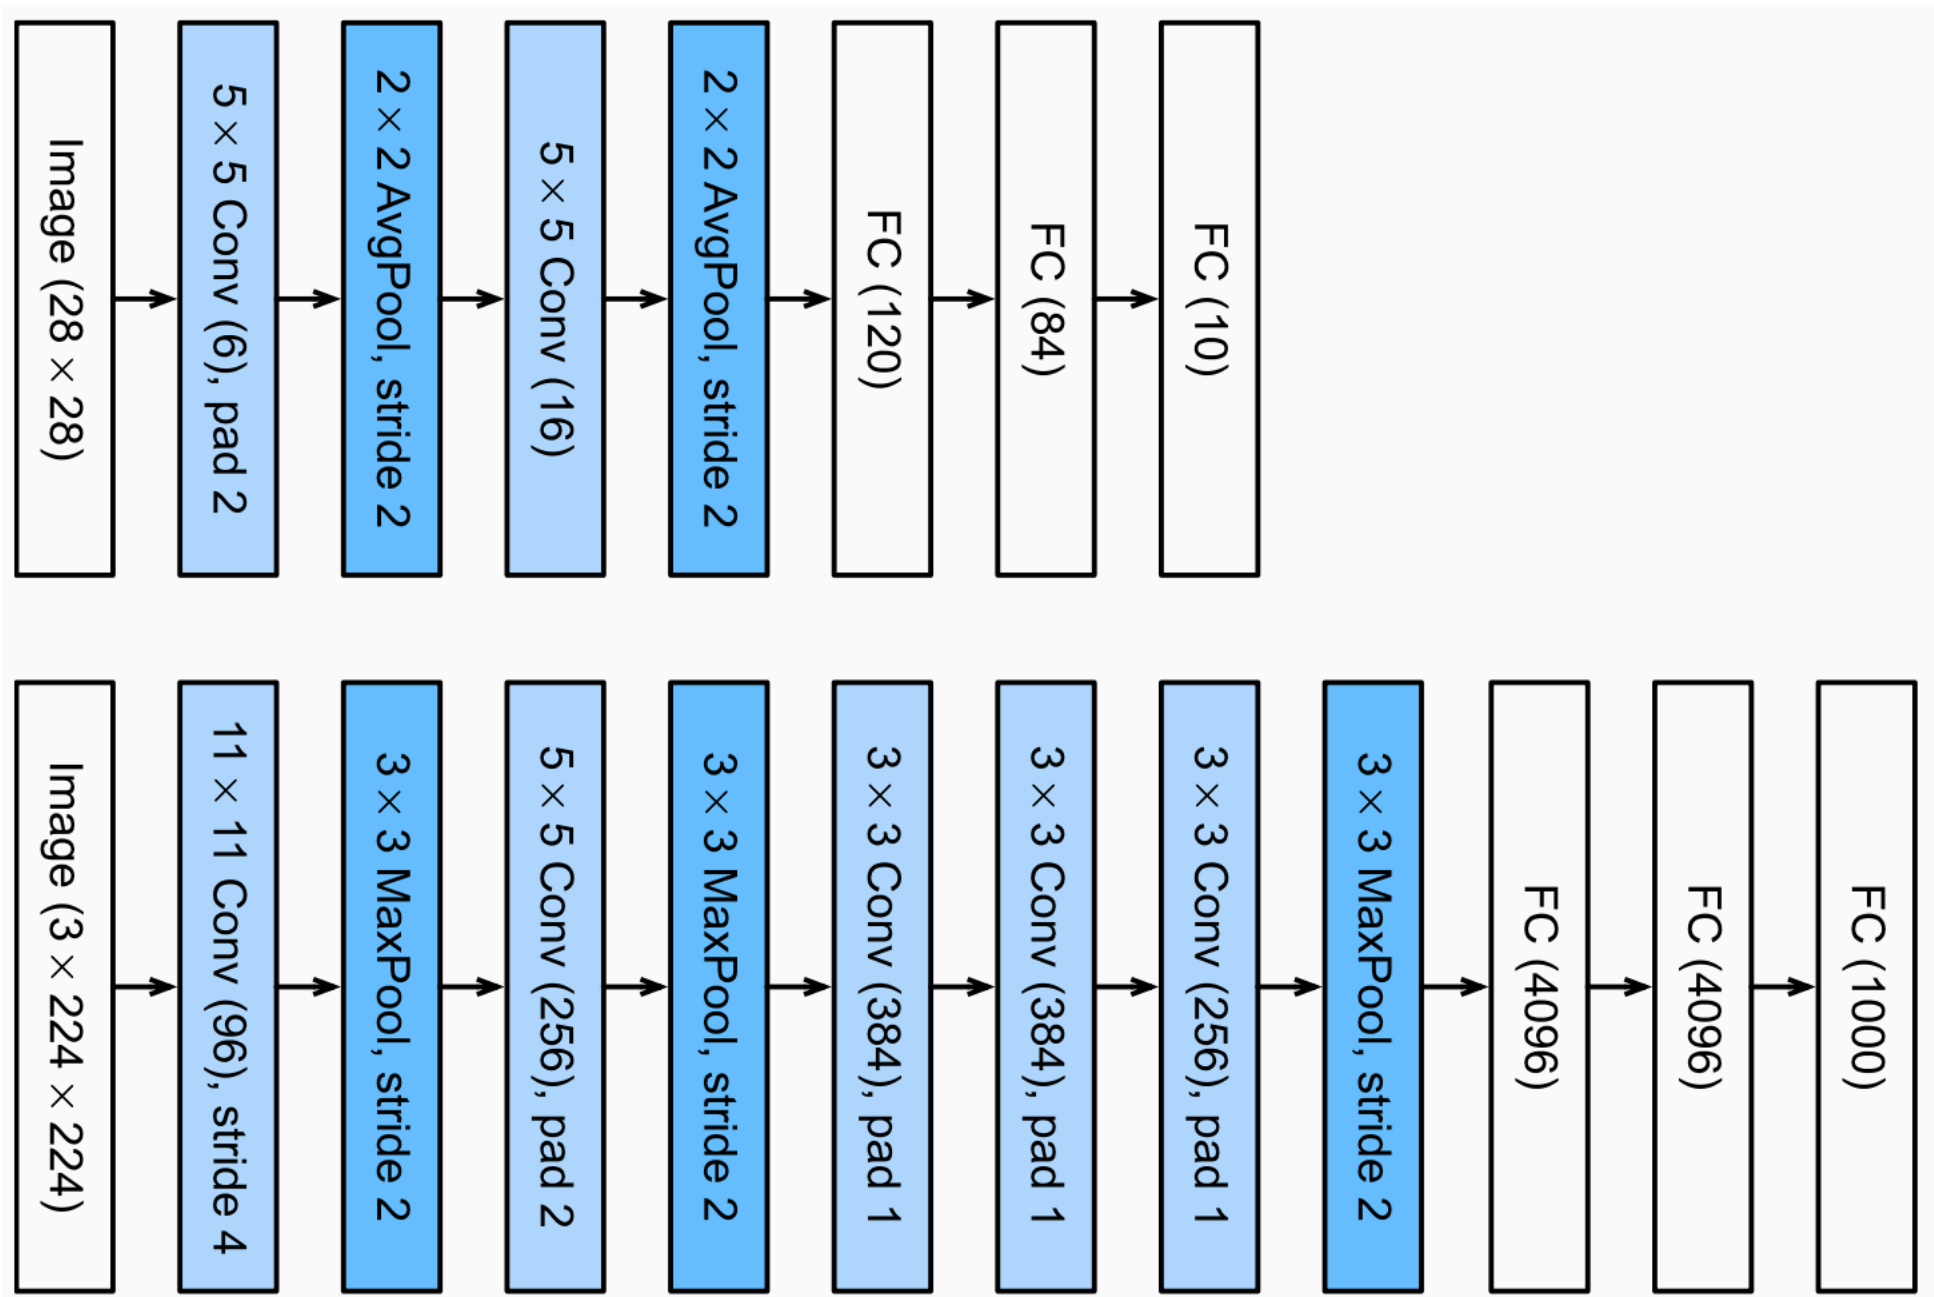 Image (28 × 28)
5 × 5 Conv (6), pad 2
2 × 2 AvgPool, stride 2
5 × 5 Conv (16)
2 × 2 AvgPool, stride 2
FC (120)
FC (84)
FC (10)
Image (3 × 224 × 224)
11 × 11 Conv (96), stride 4
3 × 3 MaxPool, stride 2
5 × 5 Conv (256), pad 2
3 × 3 MaxPool, stride 2
3 × 3 Conv (384), pad 1
3 × 3 Conv (384), pad 1
3 × 3 Conv (256), pad 1
3 × 3 MaxPool, stride 2
FC (4096)
FC (4096)
FC (1000)